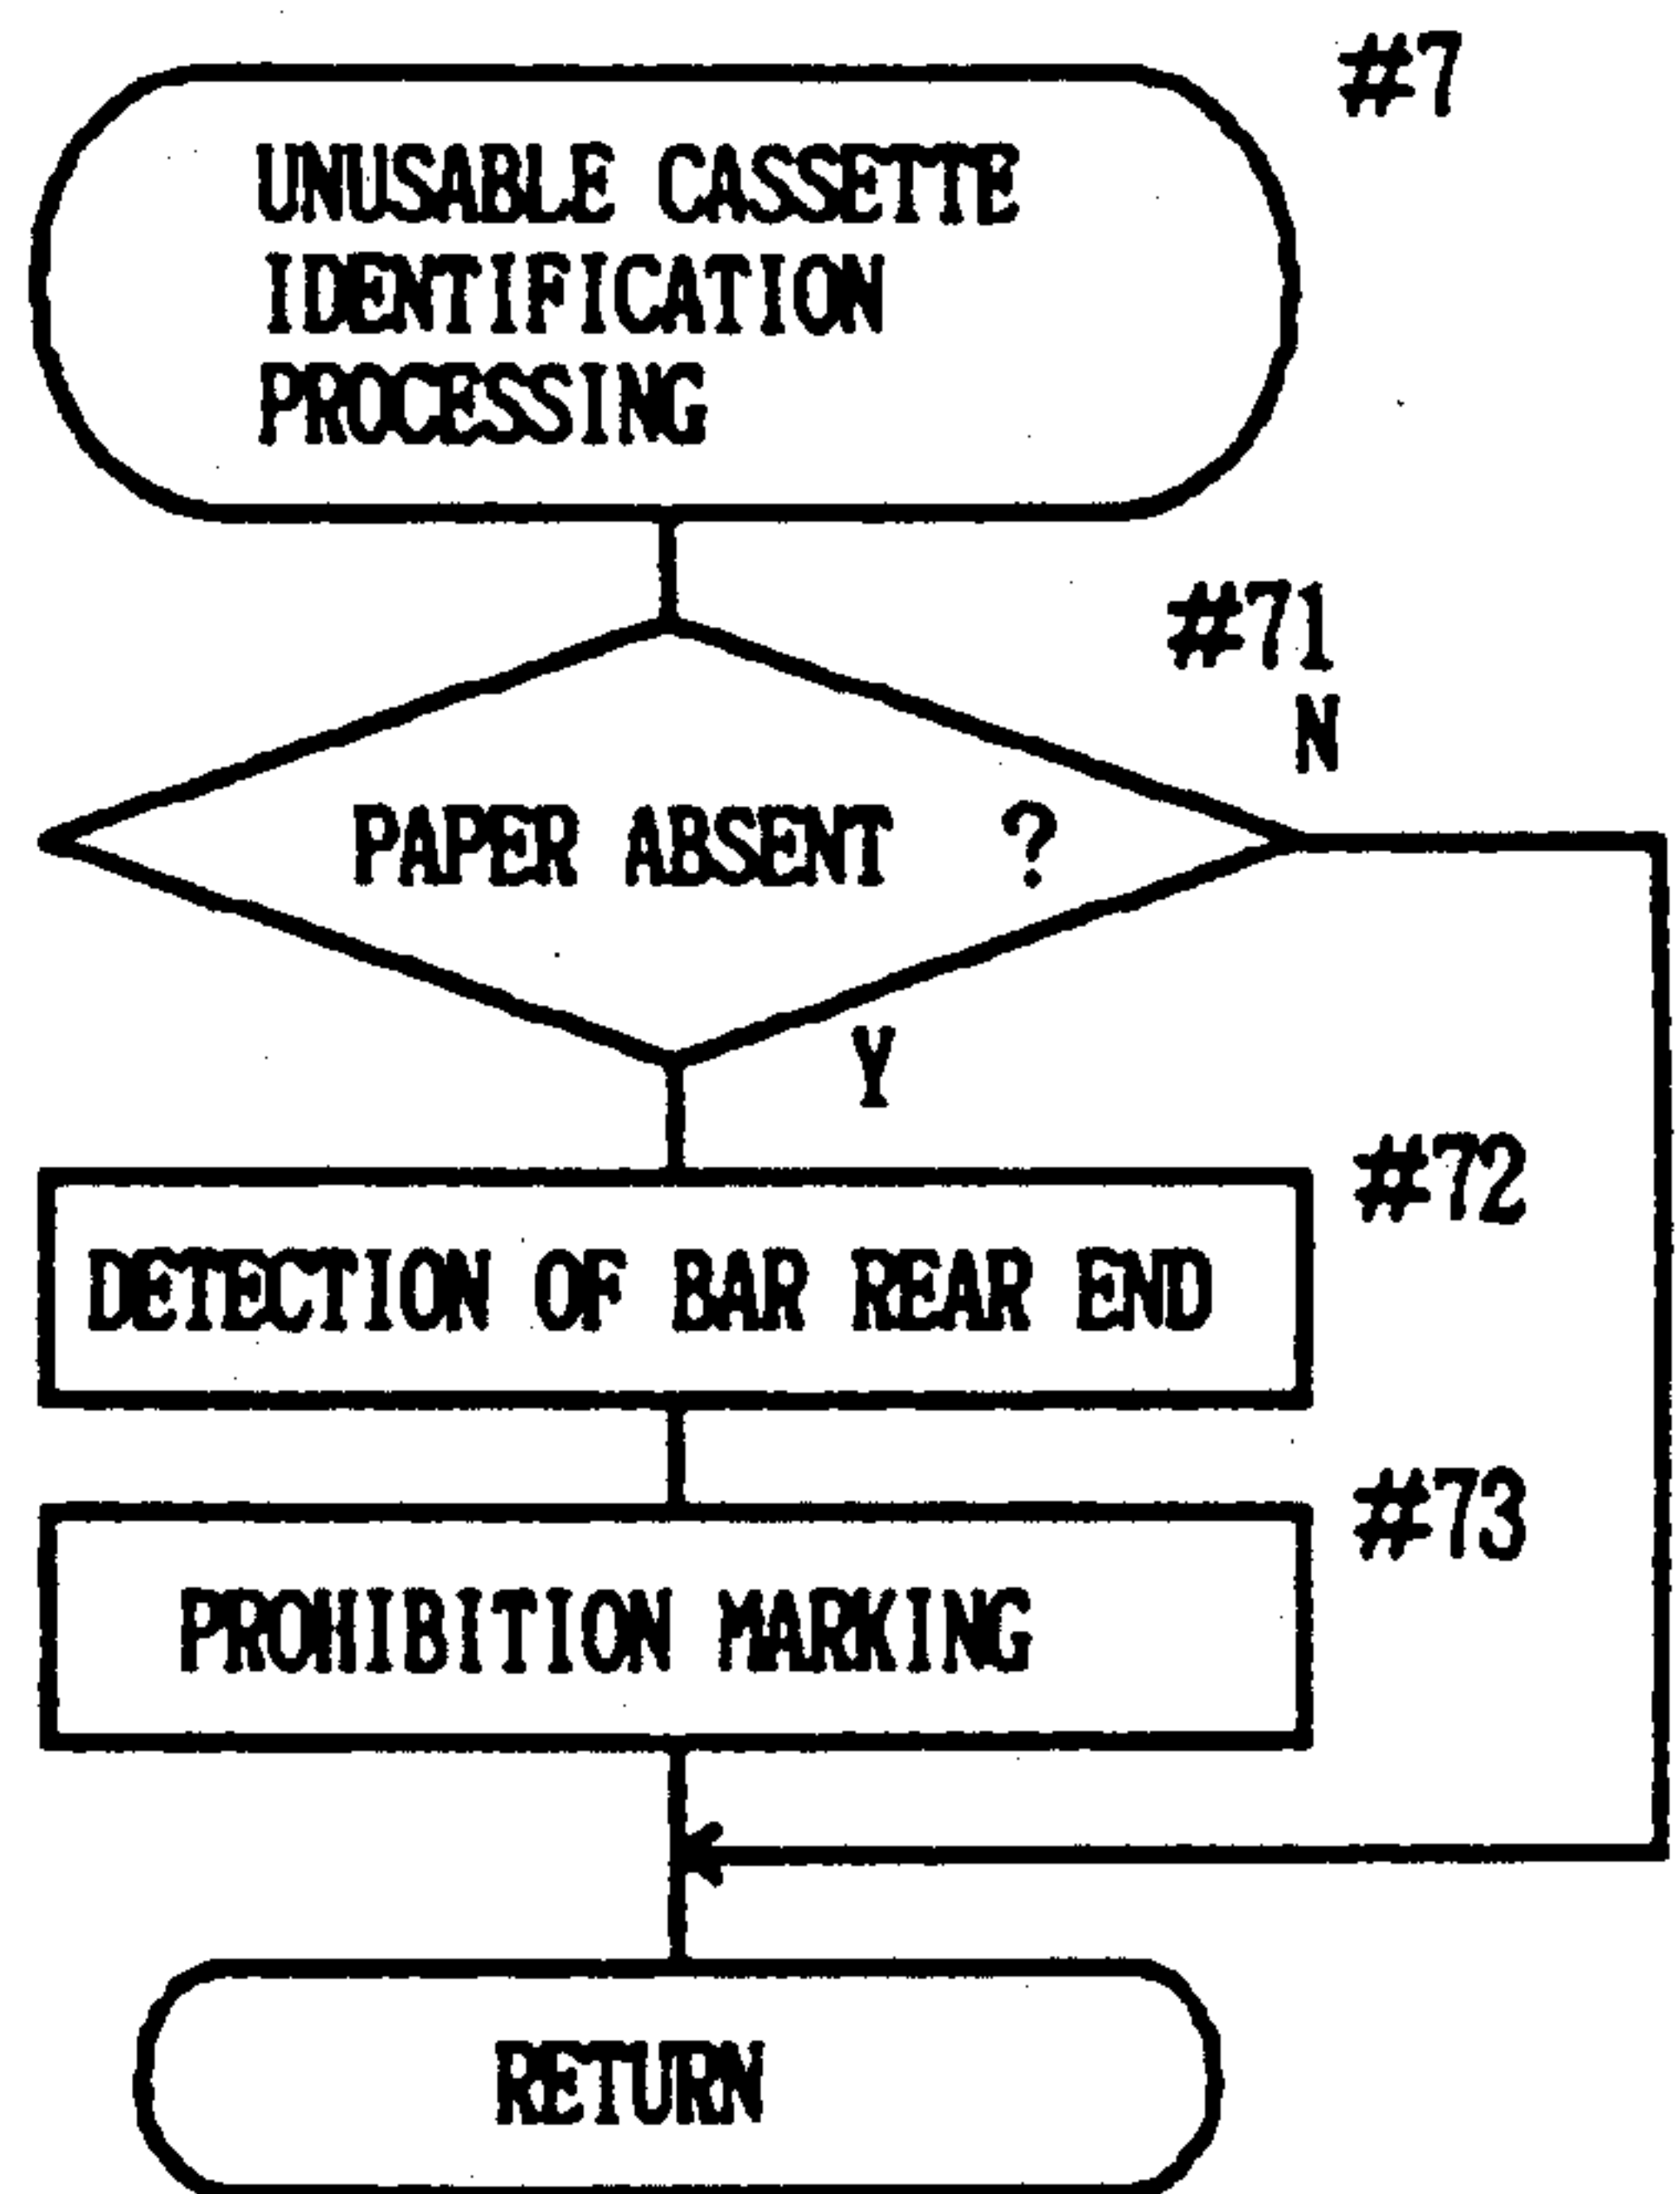 #7
UNUSABLE CASSETTE
IDENTIFICATION
PROCESSING
#71
N
PAPER ABSENT ?
Y
#72
DETECTION OF BAR REAR END
#73
PROHIBITION MARKING
RETURN